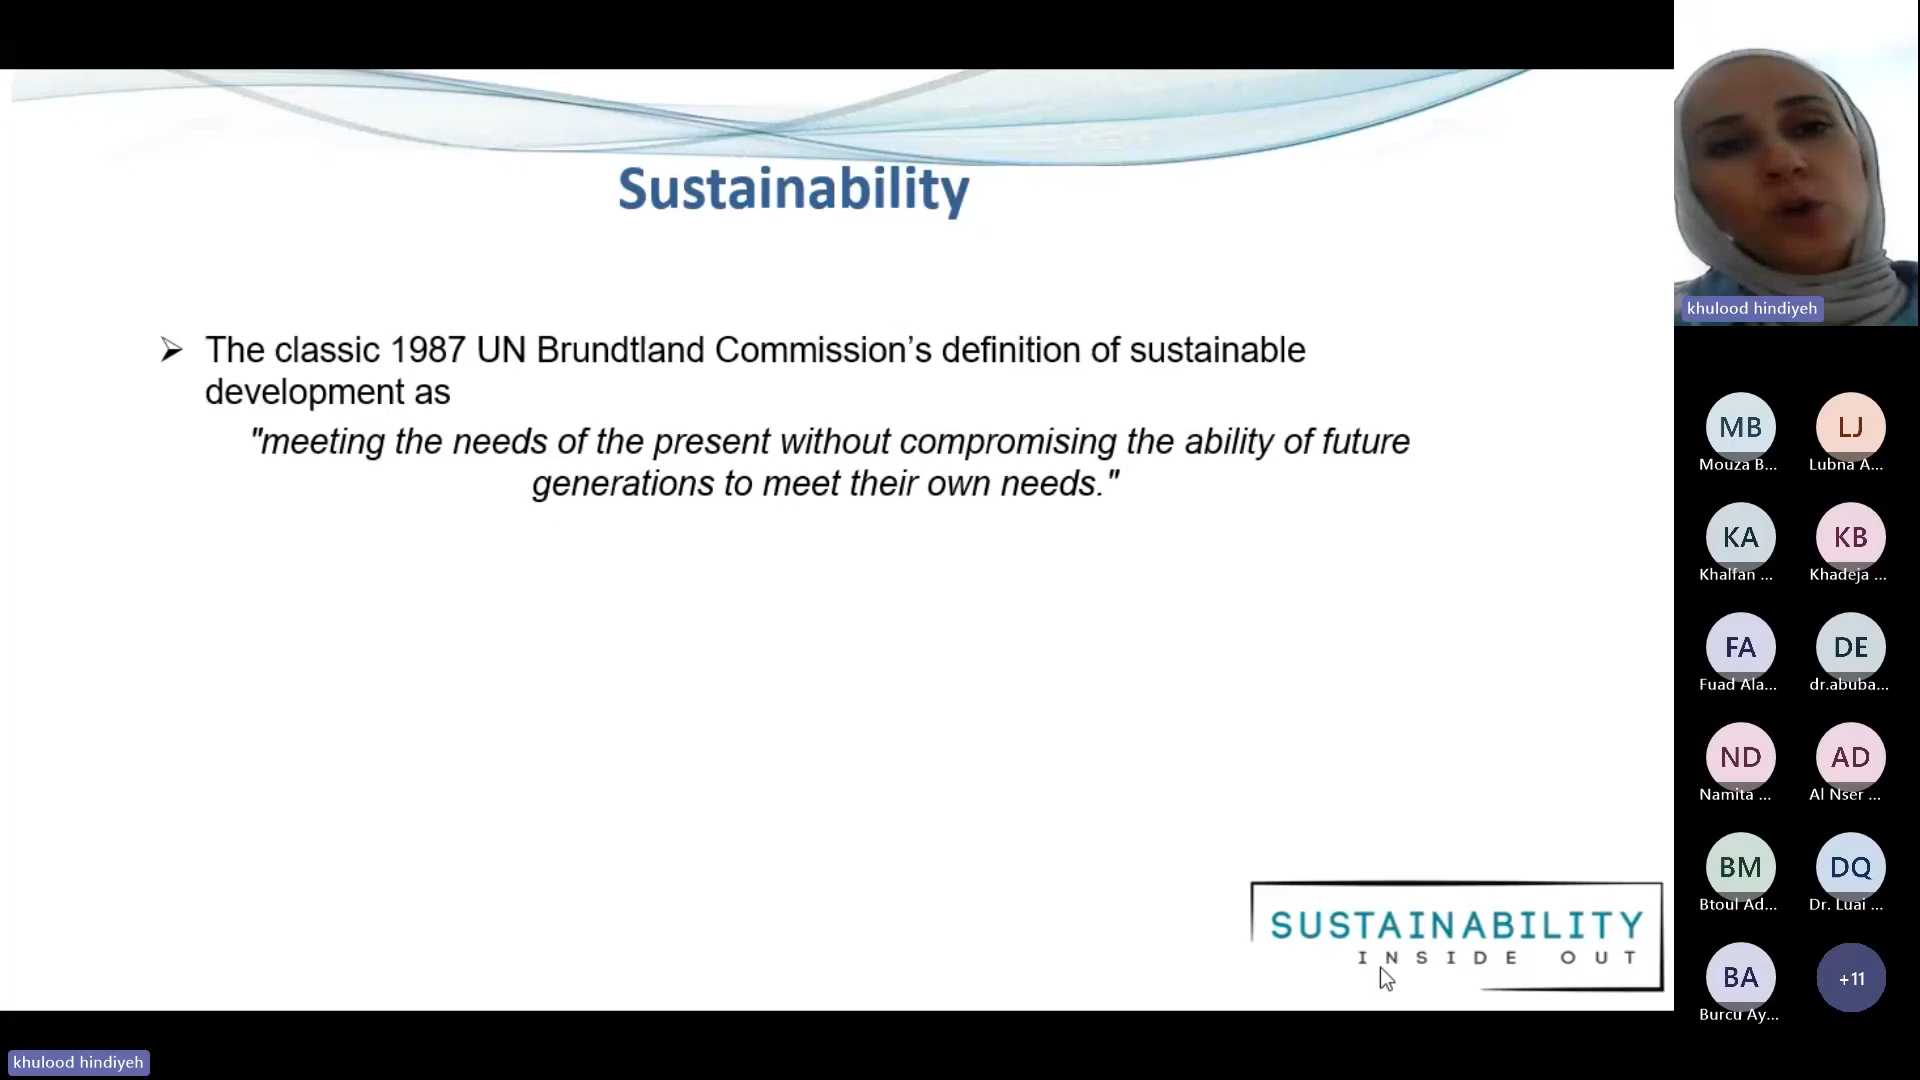 Sustainability
➢ The classic 1987 UN Brundtland Commission’s definition of sustainable
development as
"meeting the needs of the present without compromising the ability of future
generations to meet their own needs."
SUSTAINABILITY
INSIDE OUT
khulood hindiyeh
khulood hindiyeh
MB
LJ
Mouza B...
Lubna A...
KA
KB
Khalfan ...
Khadeja ...
FA
DE
Fuad Ala...
dr.abuba...
ND
AD
Namita ...
Al Nser ...
BM
DQ
Btoul Ad...
Dr. Luai ...
BA
+11
Burcu Ay...